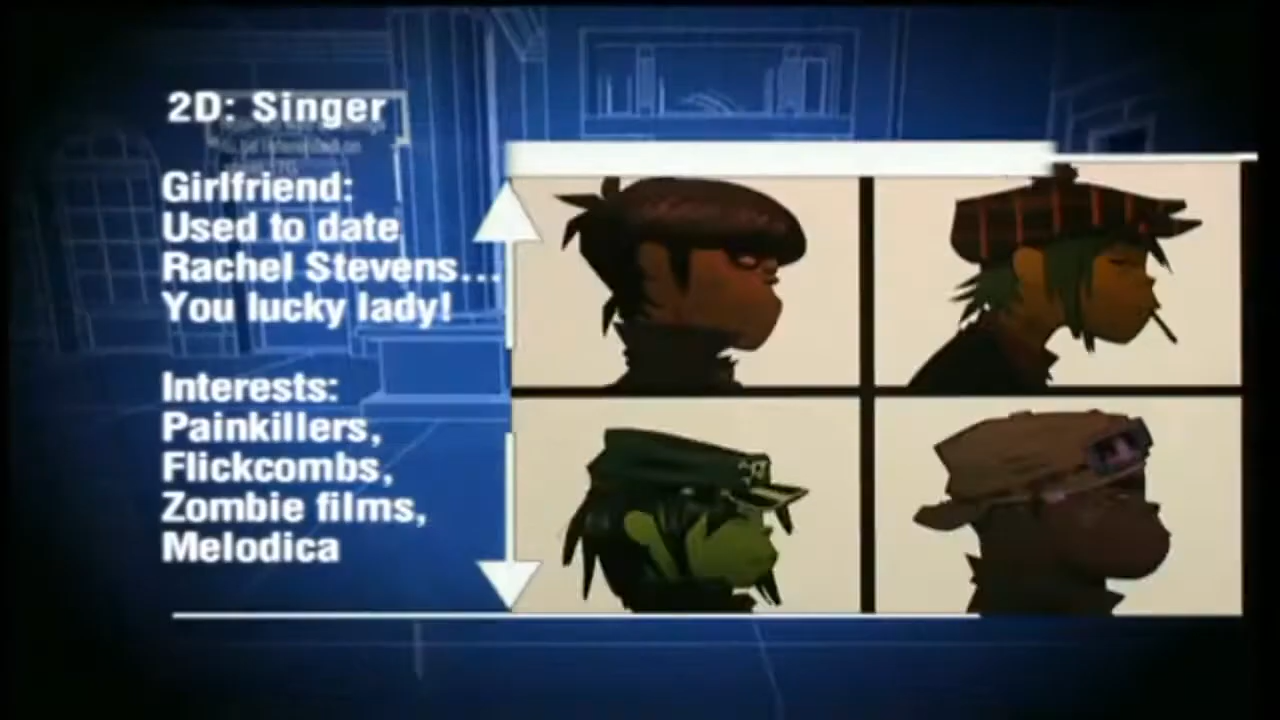 2D: Singer
Girlfriend:
Used to date
Rachel Stevens...
You lucky lady!
Interests:
Painkillers,
Flickcombs,
Zombie films,
Melodica